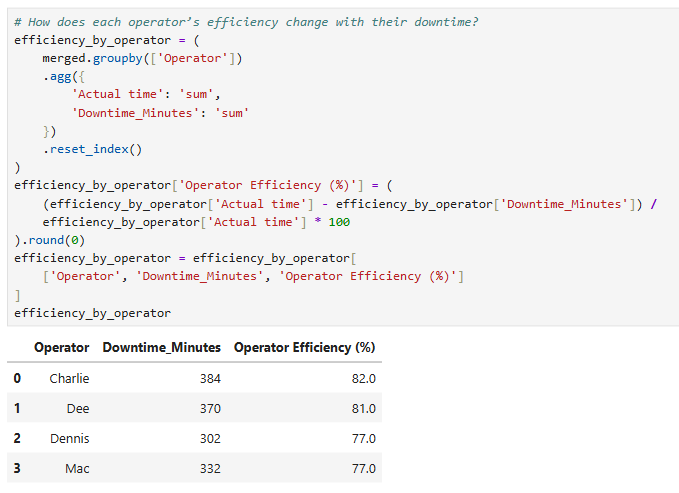 # How does each operator’s efficiency change with their downtime?
efficiency_by_operator = (
    merged.groupby(['Operator'])
    .agg({
        'Actual time': 'sum',
        'Downtime_Minutes': 'sum'
    })
    .reset_index()
)
efficiency_by_operator['Operator Efficiency (%)'] = (
    (efficiency_by_operator['Actual time'] - efficiency_by_operator['Downtime_Minutes']) /
    efficiency_by_operator['Actual time'] * 100
).round(0)
efficiency_by_operator = efficiency_by_operator[
    ['Operator', 'Downtime_Minutes', 'Operator Efficiency (%)']
]
efficiency_by_operator
Operator Downtime_Minutes Operator Efficiency (%)
0 Charlie 384 82.0
1 Dee 370 81.0
2 Dennis 302 77.0
3 Mac 332 77.0